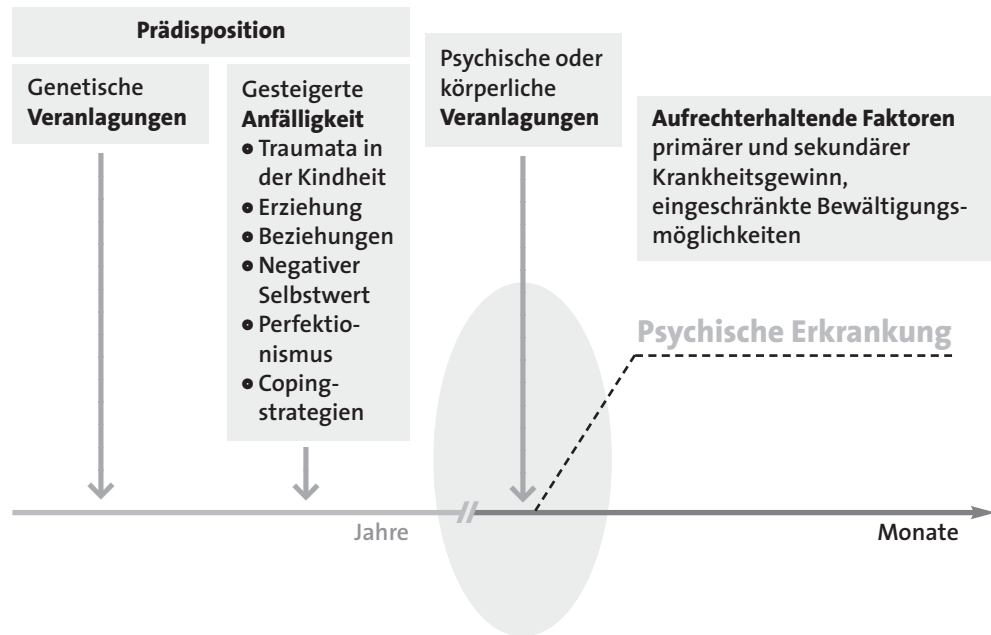 Prädisposition
Genetische
Veranlagungen
Gesteigerte
Anfälligkeit
• Traumata in
der Kindheit
• Erziehung
• Beziehungen
• Negativer
Selbstwert
• Perfektio-
nismus
• Coping-
strategien
Psychische oder
körperliche
Veranlagungen
Aufrechterhaltende Faktoren
primärer und sekundärer
Krankheitsgewinn,
eingeschränkte Bewältigungs-
möglichkeiten
Psychische Erkrankung
Jahre
Monate